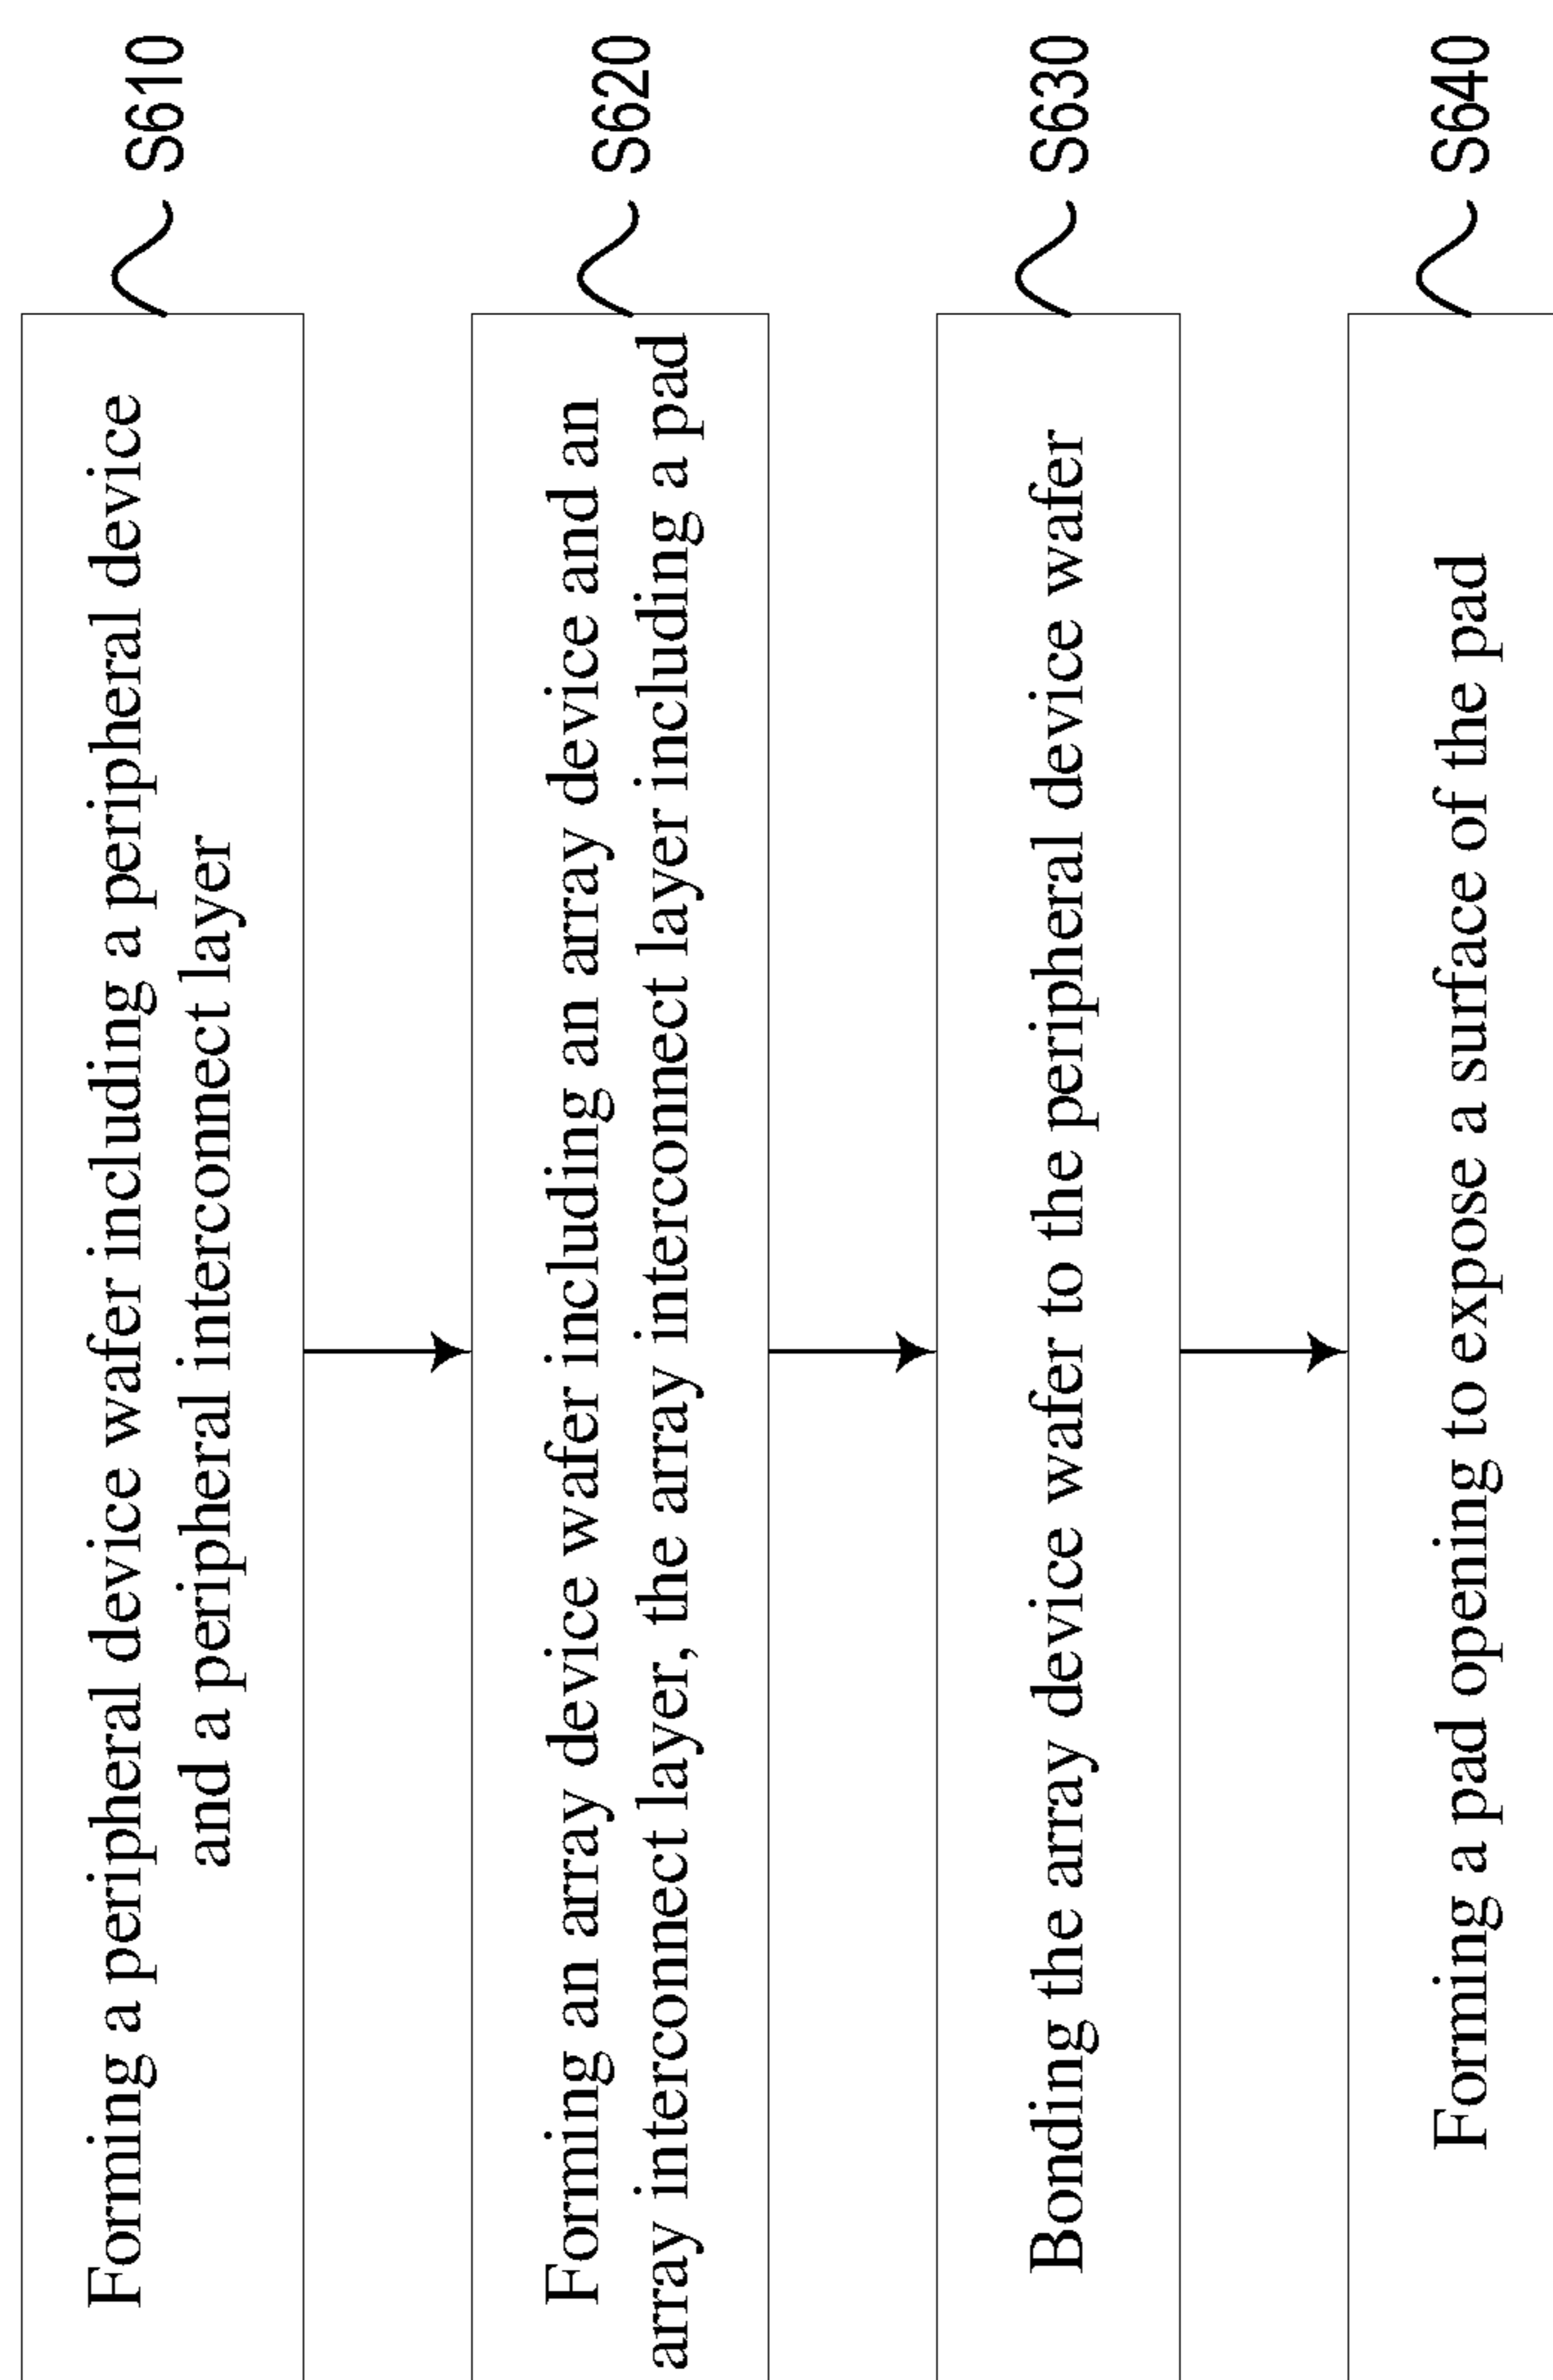 Forming a peripheral device wafer including a peripheral device
and a peripheral interconnect layer
S610
Forming an array device wafer including an array device and an
array interconnect layer, the array interconnect layer including a pad
S620
Bonding the array device wafer to the peripheral device wafer
S630
Forming a pad opening to expose a surface of the pad
S640